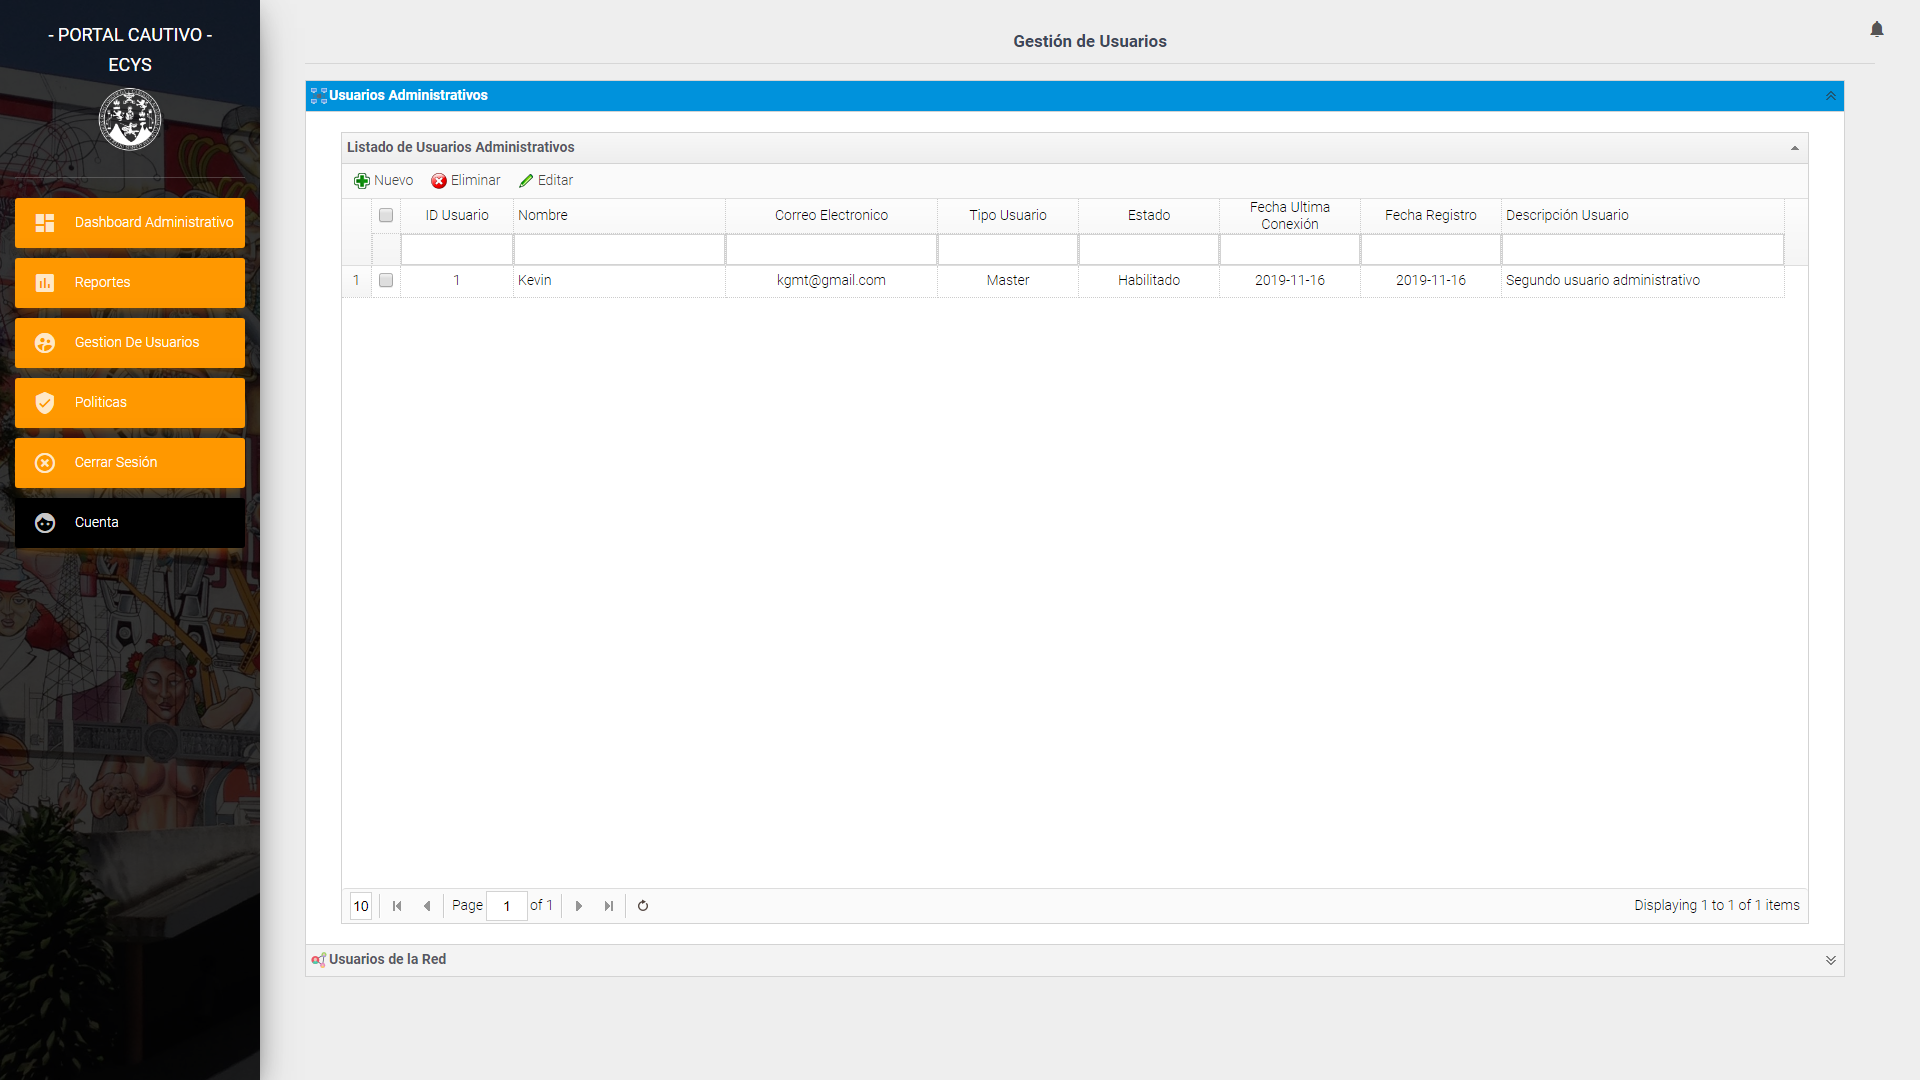 - PORTAL CAUTIVO -
ECYS
Dashboard Administrativo
Reportes
Gestion De Usuarios
Politicas
Cerrar Sesión
Cuenta
Gestión de Usuarios
Usuarios Administrativos
Listado de Usuarios Administrativos
Nuevo Eliminar Editar
ID Usuario Nombre Correo Electronico Tipo Usuario Estado Fecha Ultima Conexión Fecha Registro Descripción Usuario
1 1 Kevin kgmt@gmail.com Master Habilitado 2019-11-16 2019-11-16 Segundo usuario administrativo
10 Page 1 of 1 Displaying 1 to 1 of 1 items
Usuarios de la Red